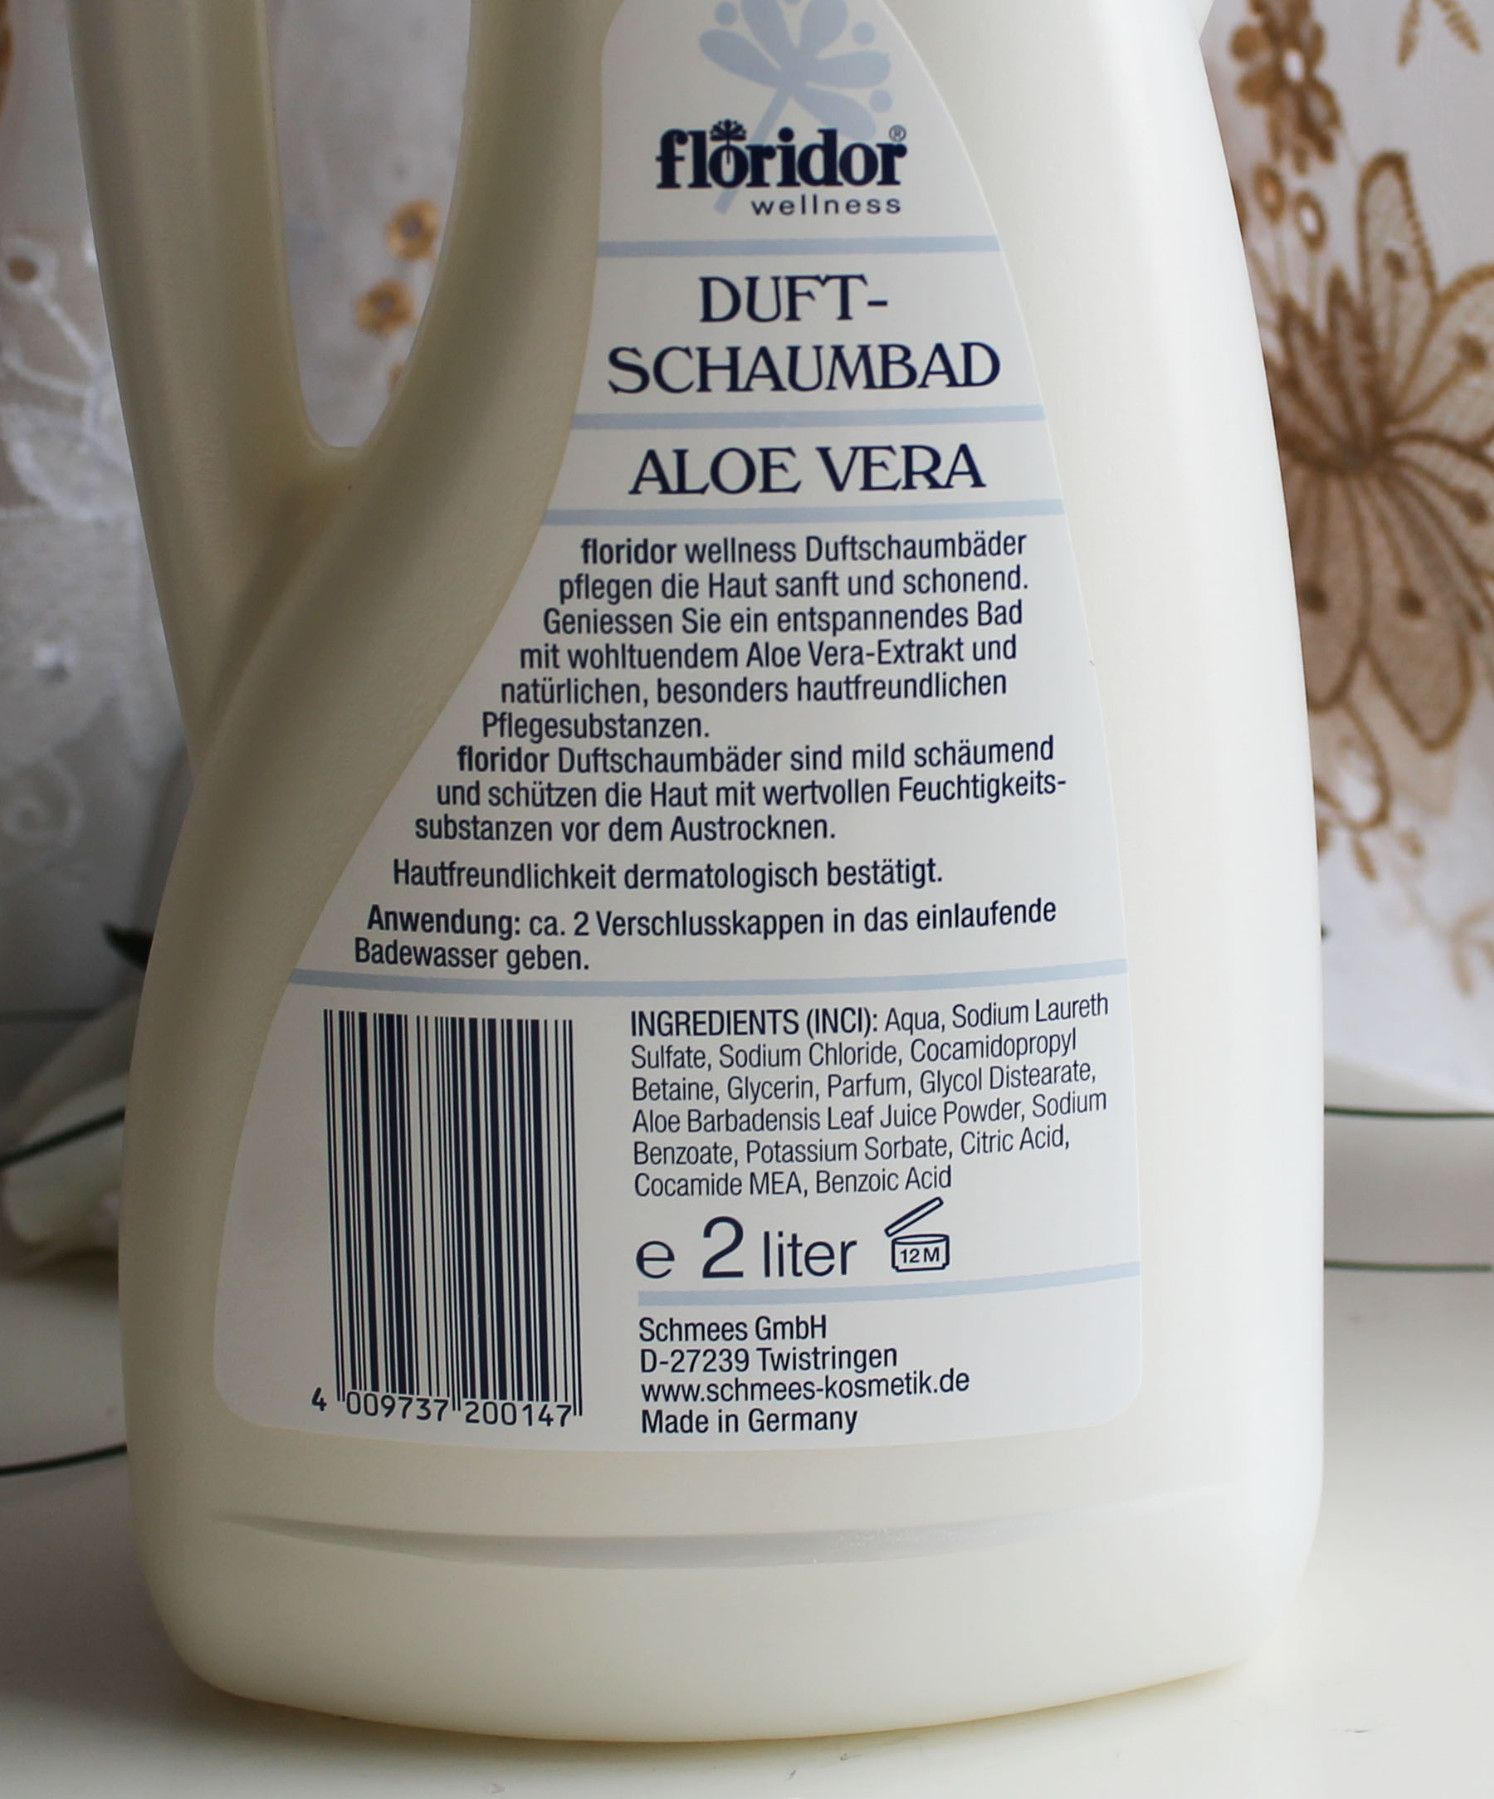 floridor®
wellness
DUFT-
SCHAUMBAD
ALOE VERA
floridor wellness Duftschaumbäder
pflegen die Haut sanft und schonend.
Geniessen Sie ein entspannendes Bad
mit wohltuendem Aloe Vera-Extrakt und
natürlichen, besonders hautfreundlichen
Pflegesubstanzen.
floridor Duftschaumbäder sind mild schäumend
und schützen die Haut mit wertvollen Feuchtigkeits-
substanzen vor dem Austrocknen.
Hautfreundlichkeit dermatologisch bestätigt.
Anwendung: ca. 2 Verschlusskappen in das einlaufende
Badewasser geben.
INGREDIENTS (INCI): Aqua, Sodium Laureth
Sulfate, Sodium Chloride, Cocamidopropyl
Betaine, Glycerin, Parfum, Glycol Distearate,
Aloe Barbadensis Leaf Juice Powder, Sodium
Benzoate, Potassium Sorbate, Citric Acid,
Cocamide MEA, Benzoic Acid
e 2 liter 12 M
Schmees GmbH
D-27239 Twistringen
www.schmees-kosmetik.de
Made in Germany
4 009737 200147